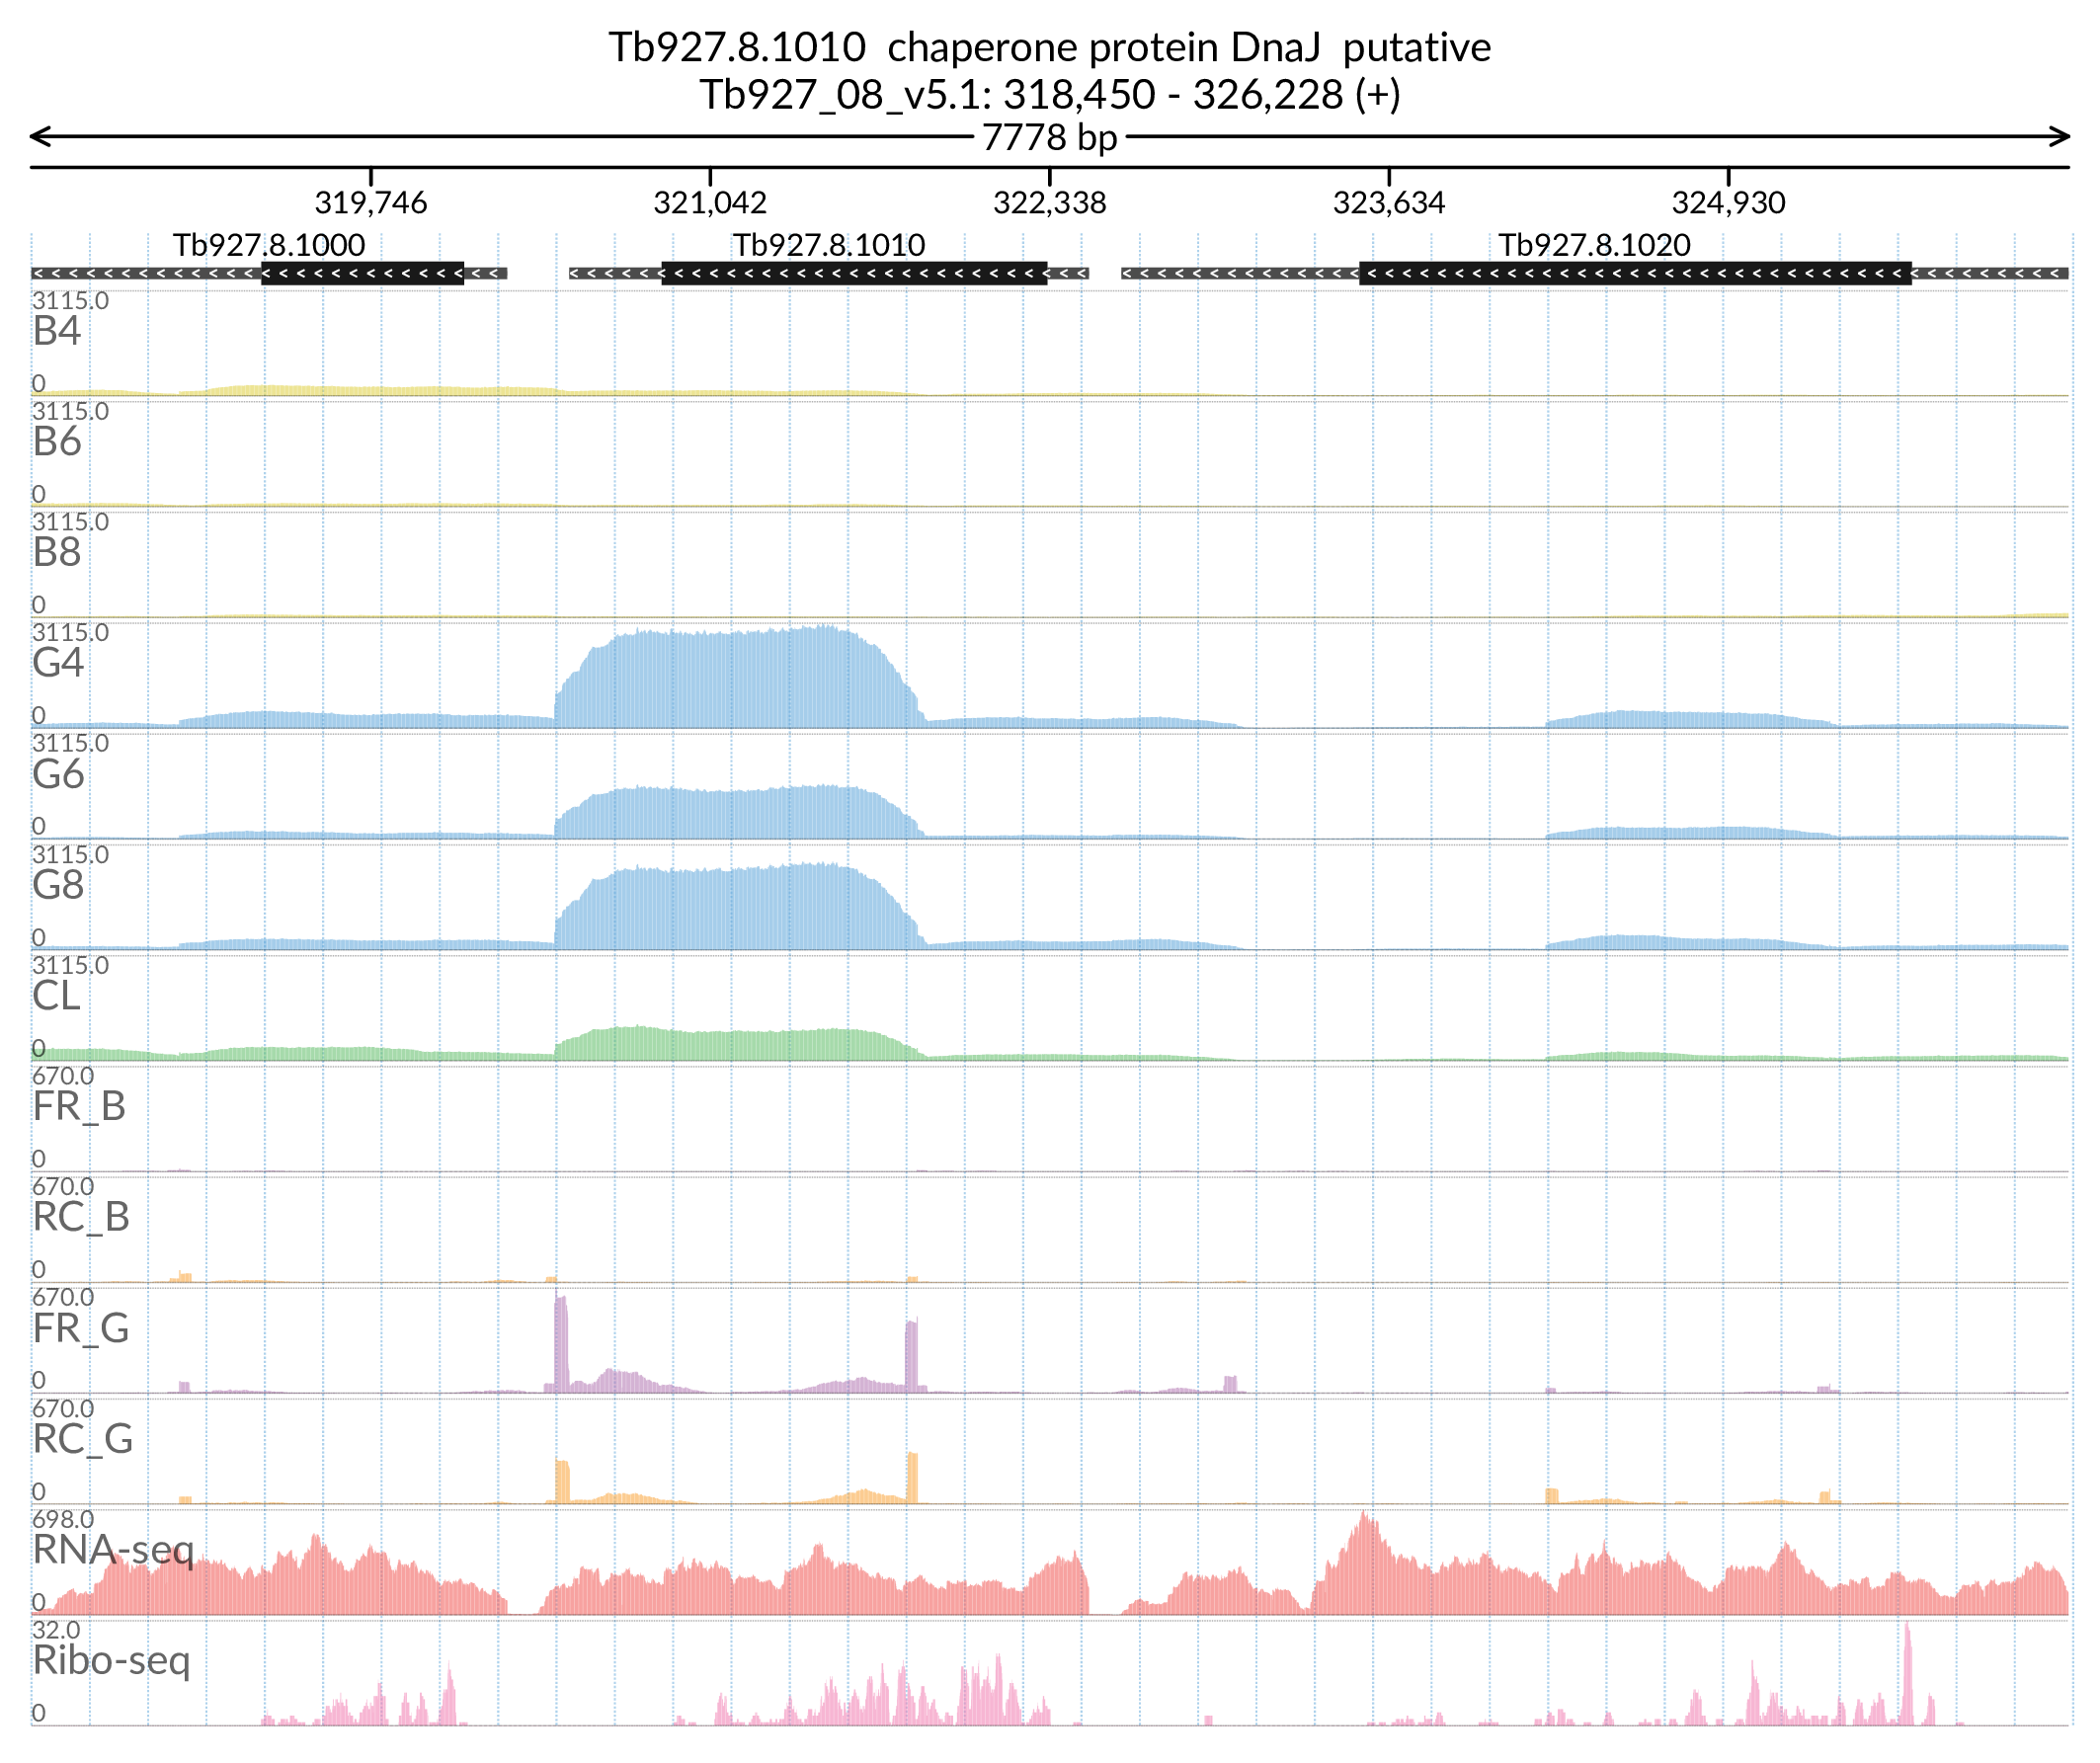 Tb927.8.1010  chaperone protein DnaJ  putative
Tb927_08_v5.1: 318,450 - 326,228 (+)
7778 bp
319,746 321,042 322,338 323,634 324,930
Tb927.8.1000 Tb927.8.1010 Tb927.8.1020
3115.0
B4
0
3115.0
B6
0
3115.0
B8
0
3115.0
G4
0
3115.0
G6
0
3115.0
G8
0
3115.0
CL
0
670.0
FR_B
0
670.0
RC_B
0
670.0
FR_G
0
670.0
RC_G
0
698.0
RNA-seq
0
32.0
Ribo-seq
0